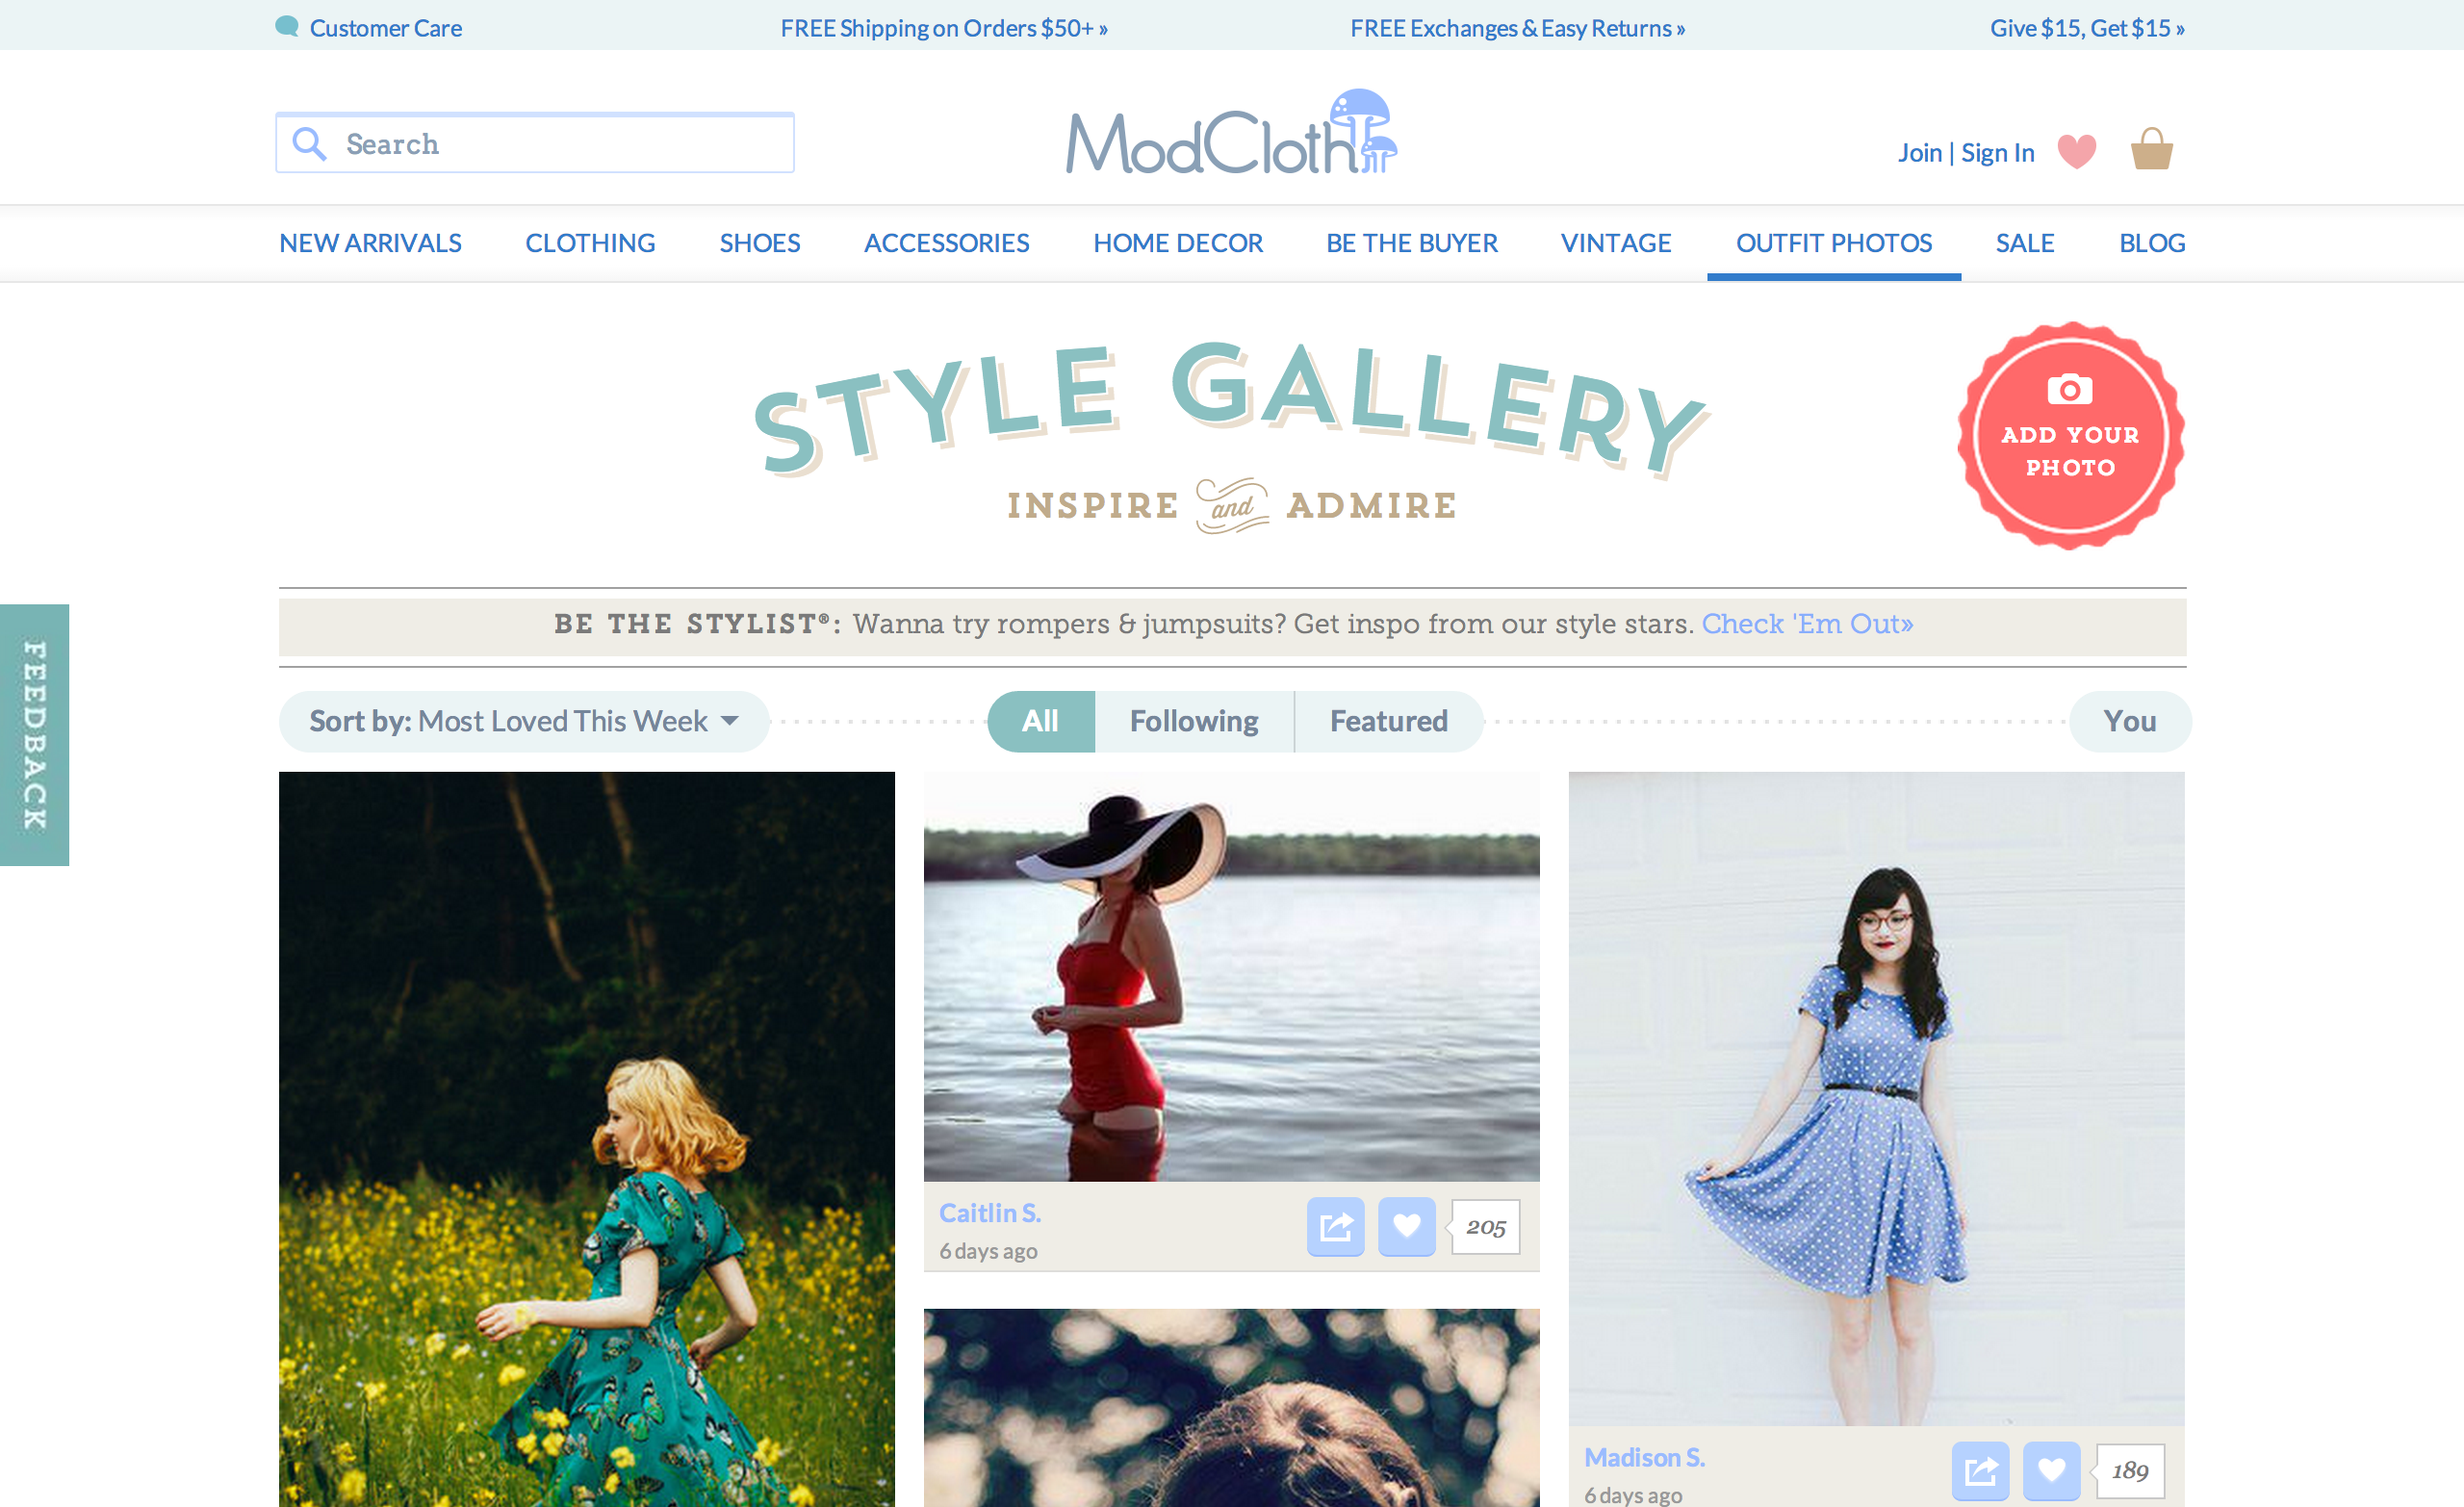 Customer Care
FREE Shipping on Orders $50+ »
FREE Exchanges & Easy Returns »
Give $15, Get $15 »
Search
ModCloth
Join | Sign In
NEW ARRIVALS
CLOTHING
SHOES
ACCESSORIES
HOME DECOR
BE THE BUYER
VINTAGE
OUTFIT PHOTOS
SALE
BLOG
STYLE GALLERY
INSPIRE and ADMIRE
ADD YOUR
PHOTO
BE THE STYLIST®: Wanna try rompers & jumpsuits? Get inspo from our style stars. Check 'Em Out»
FEEDBACK
Sort by: Most Loved This Week
All
Following
Featured
You
Caitlin S.
6 days ago
205
Madison S.
6 days ago
189